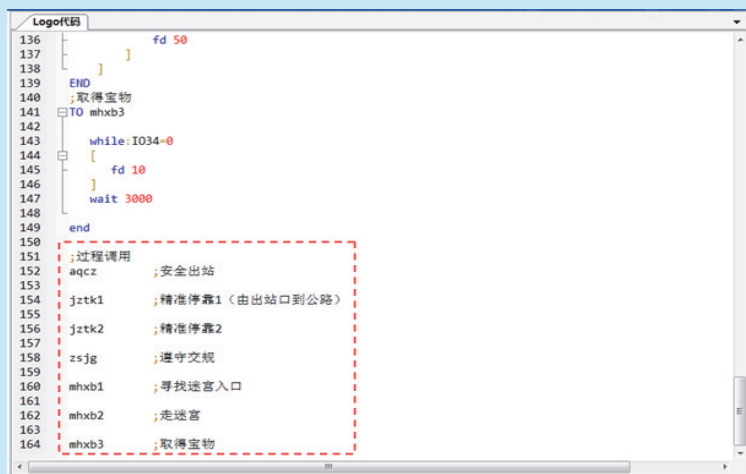 Logo代码
136 fd 50
137 ]
138 ]
139 END
140 ;取得宝物
141 TO mhxb3
142
143 while:IO34=0
144 [
145 fd 10
146 ]
147 wait 3000
148
149 end
150
151 ;过程调用
152 aqcz ;安全出站
153
154 jztk1 ;精准停靠1（由出站口到公路）
155
156 jztk2 ;精准停靠2
157
158 zsjg ;遵守交规
159
160 mhxb1 ;寻找迷宫入口
161
162 mhxb2 ;走迷宫
163
164 mhxb3 ;取得宝物